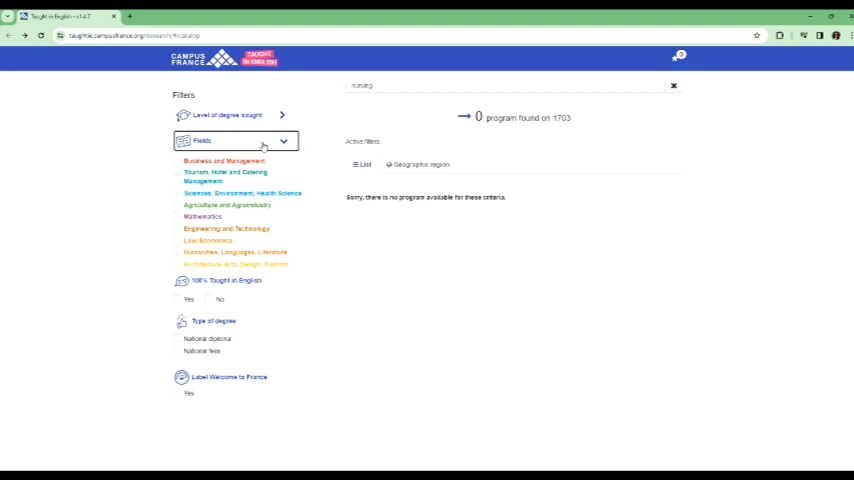 Taught in English - v1.4.7
taughtie.campusfrance.org/research/#/catalog
CAMPUS FRANCE
TAUGHT IN ENGLISH
0
Filters
nursing
Level of degree sought
0 program found on 1703
Fields
Active filters
Business and Management
List
Geographic region
Tourism, Hotel and Catering
Management
Sciences, Environment, Health Science
Sorry, there is no program available for these criteria.
Agriculture and Agroindustry
Mathematics
Engineering and Technology
Law, Economics
Humanities, Languages, Literature
Architecture, Arts, Design, Fashion
100% Taught in English
Yes
No
Type of degree
National diploma
National fees
Label Welcome to France
Yes